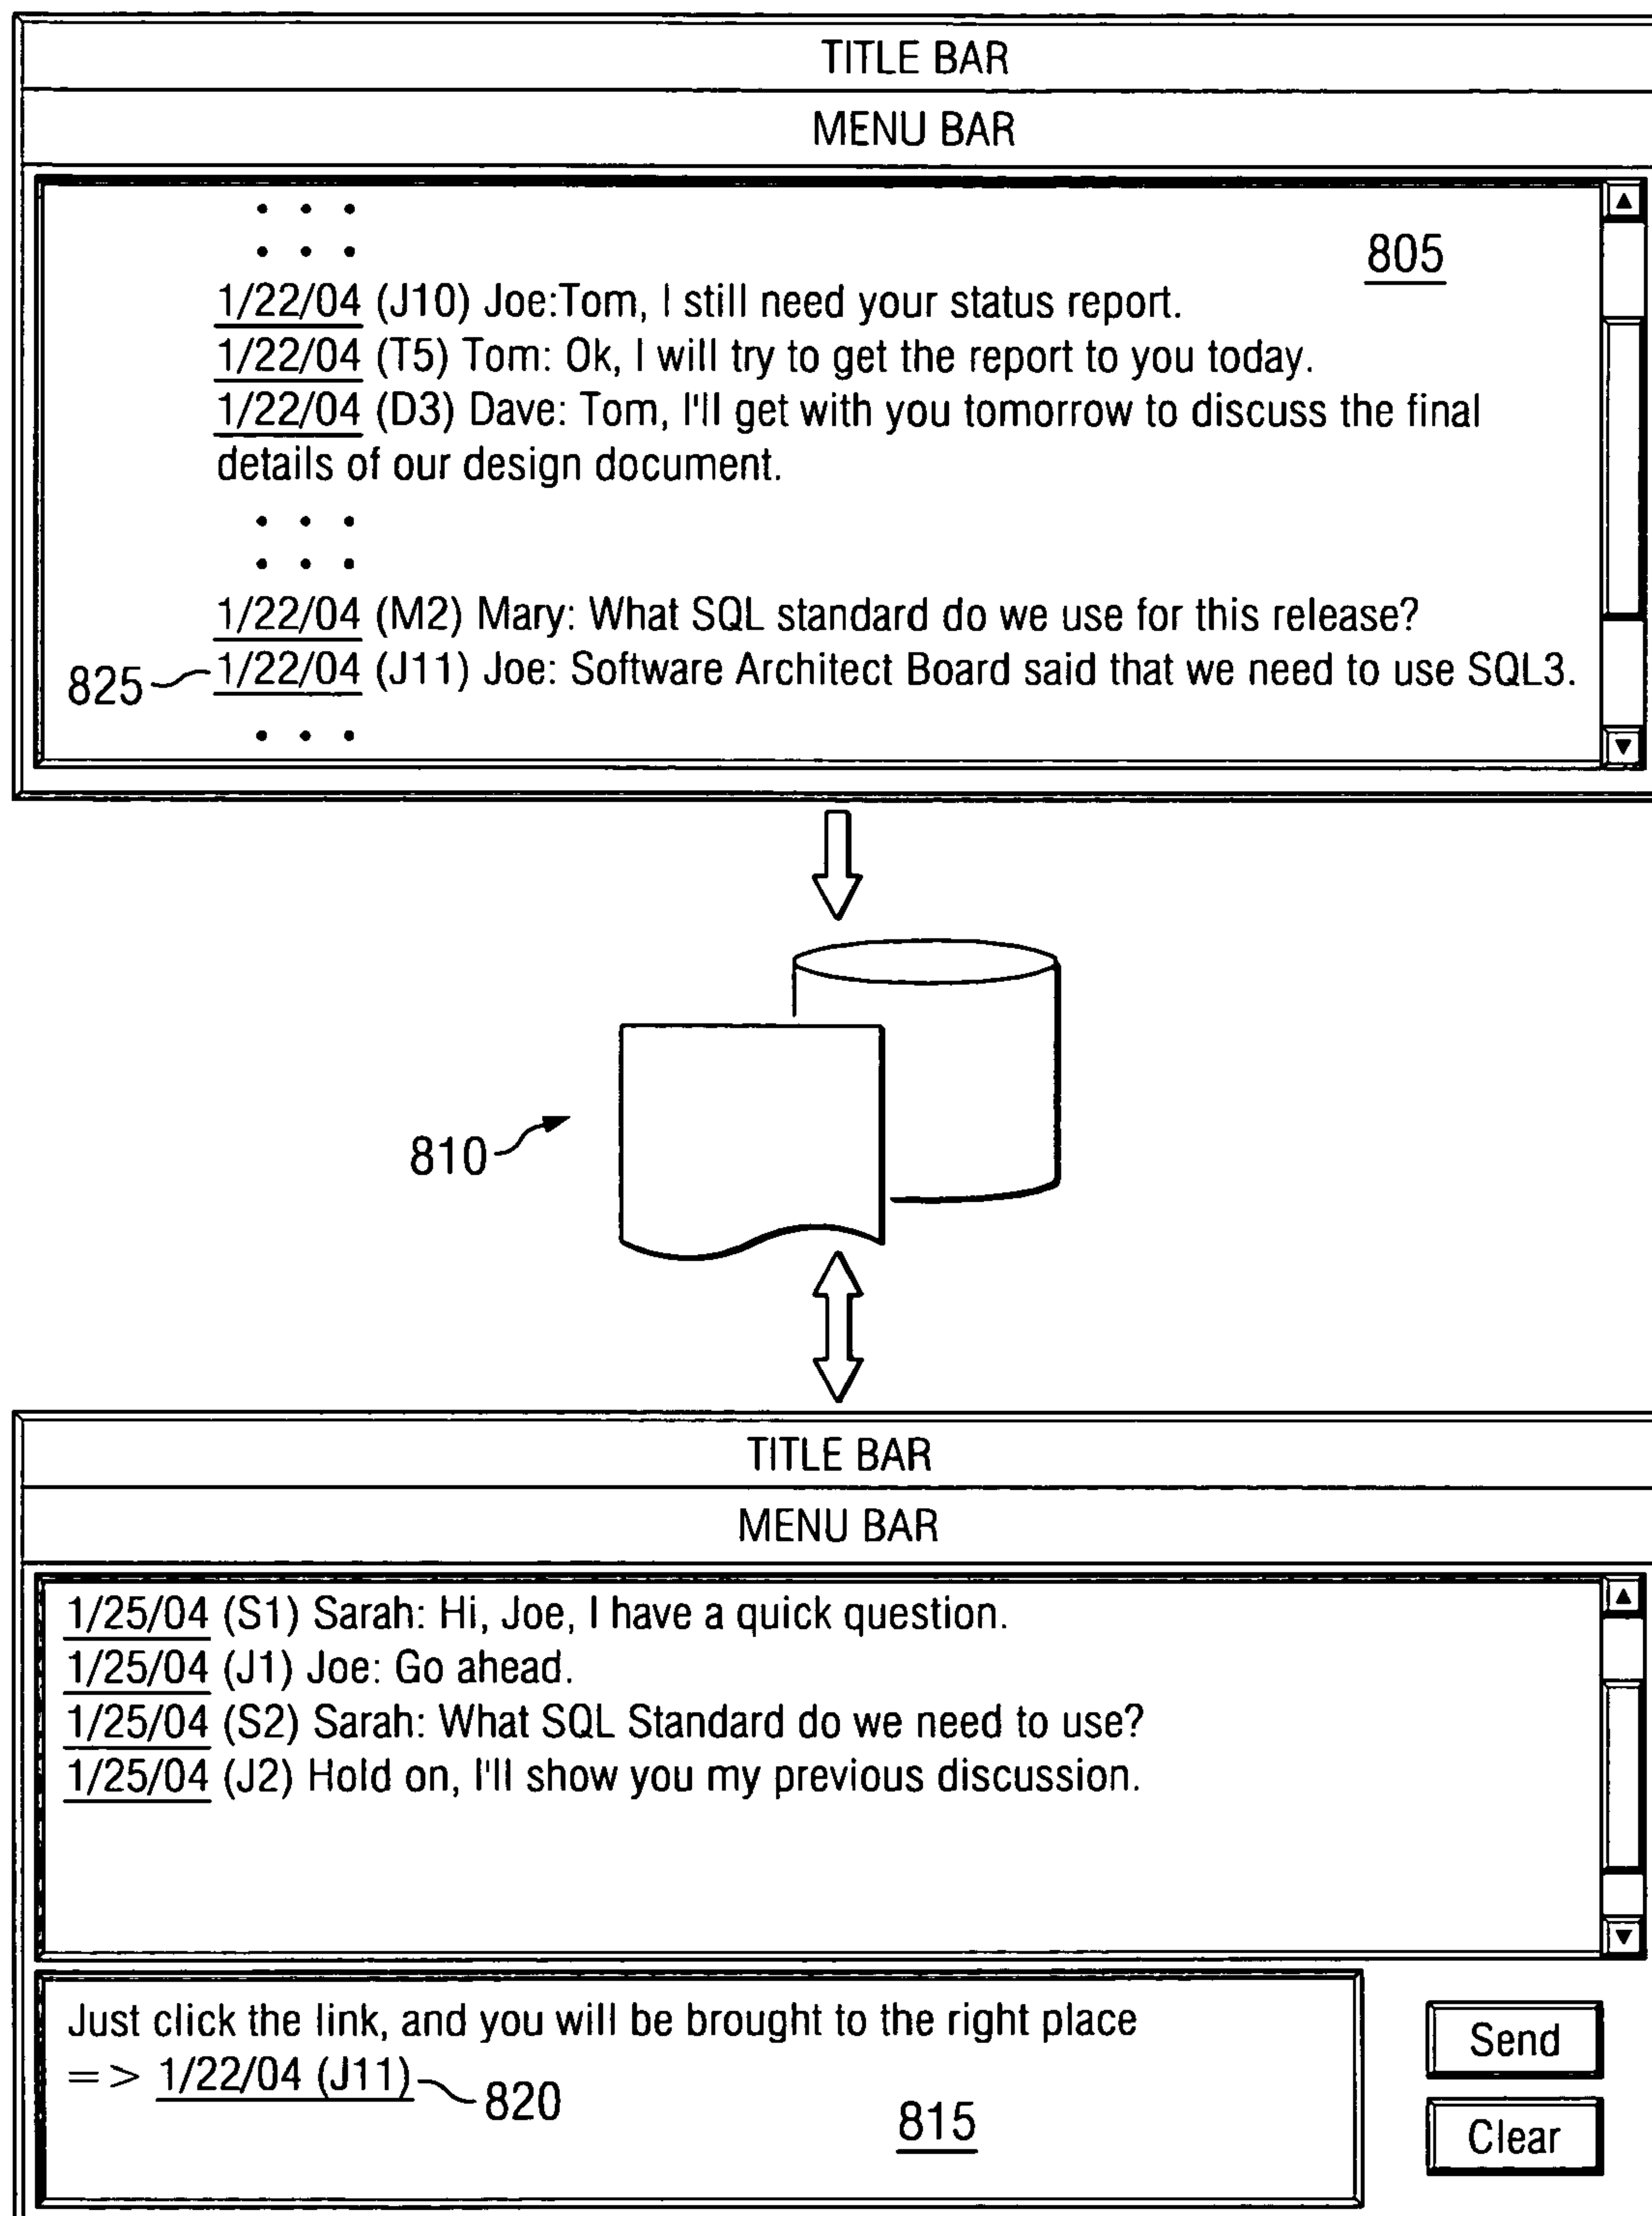 TITLE BAR
MENU BAR
• • •
• • •
805
1/22/04 (J10) Joe:Tom, I still need your status report.
1/22/04 (T5) Tom: Ok, I will try to get the report to you today.
1/22/04 (D3) Dave: Tom, I'll get with you tomorrow to discuss the final
details of our design document.
• • •
• • •
1/22/04 (M2) Mary: What SQL standard do we use for this release?
825 1/22/04 (J11) Joe: Software Architect Board said that we need to use SQL3.
• • •
810
TITLE BAR
MENU BAR
1/25/04 (S1) Sarah: Hi, Joe, I have a quick question.
1/25/04 (J1) Joe: Go ahead.
1/25/04 (S2) Sarah: What SQL Standard do we need to use?
1/25/04 (J2) Hold on, I'll show you my previous discussion.
Just click the link, and you will be brought to the right place
=> 1/22/04 (J11) 820
815
Send
Clear